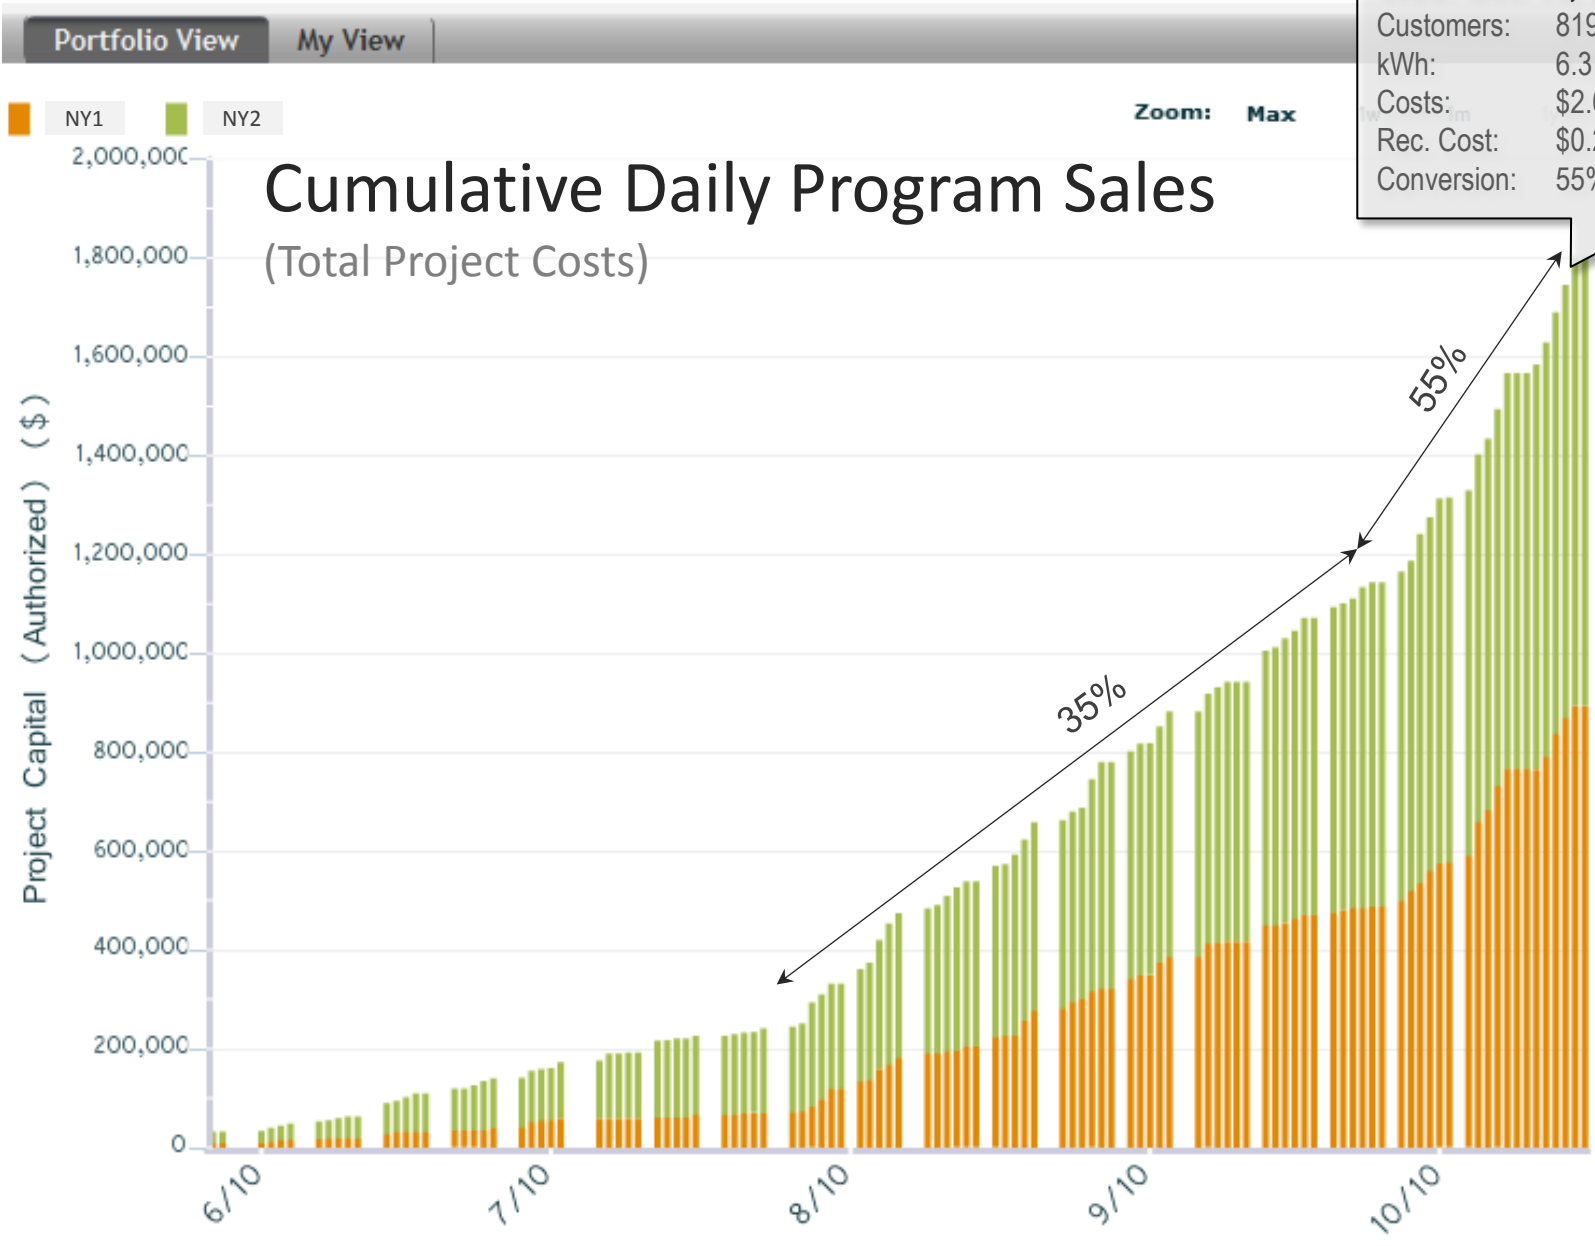 Portfolio View My View
Customers: 819
kWh: 6.3
Costs:
Rec. Cost:
Conversion: 55%
NY1 NY2
Zoom: Max
Cumulative Daily Program Sales
(Total Project Costs)
Project Capital (Authorized) ($)
2,000,000
1,800,000
1,600,000
1,400,000
1,200,000
1,000,000
800,000
600,000
400,000
200,000
0
55%
35%
6/10 7/10 8/10 9/10 10/10